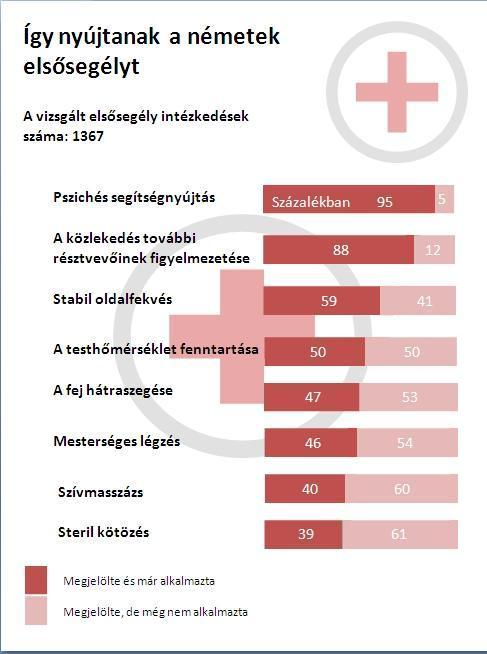 Így nyújtanak a németek
elsősegélyt
A vizsgált elsősegély intézkedések
száma: 1367
Pszichés segítségnyújtás
Százalékban 95 5
A közlekedés további
résztvevőinek figyelmezetése
88 12
Stabil oldalfekvés 59 41
A testhőmérséklet fenntartása 50 50
A fej hátraszegése 47 53
Mesterséges légzés 46 54
Szívmasszázs 40 60
Steril kötözés 39 61
Megjelölte és már alkalmazta
Megjelölte, de még nem alkalmazta